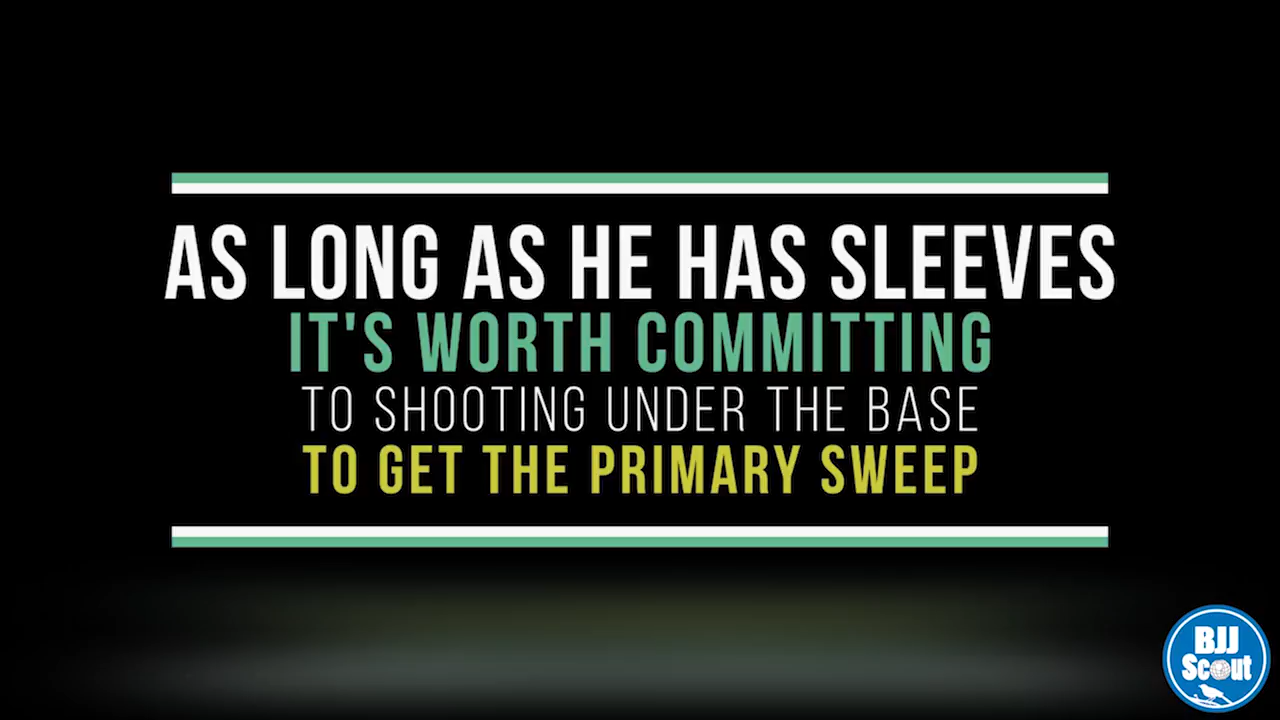 AS LONG AS HE HAS SLEEVES
IT'S WORTH COMMITTING
TO SHOOTING UNDER THE BASE
TO GET THE PRIMARY SWEEP
BJJ
Scout